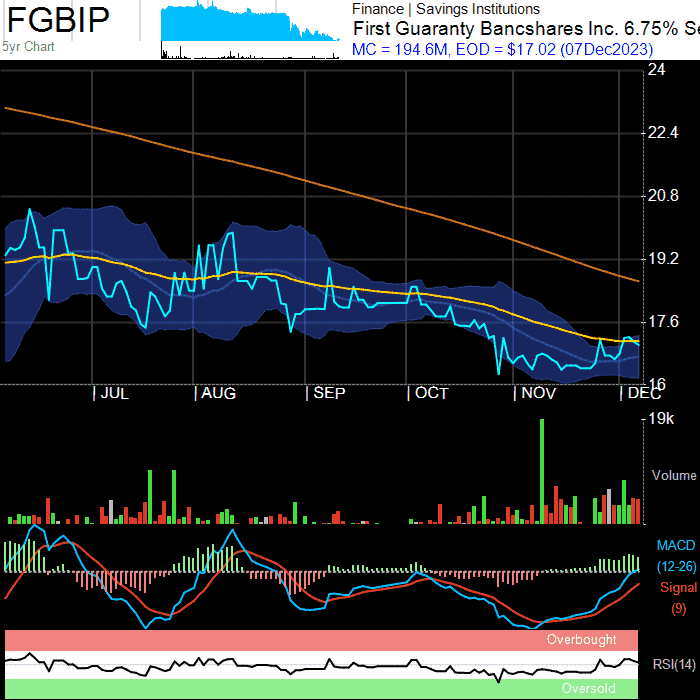 FGBIP
5yr Chart
Finance | Savings Institutions
First Guaranty Bancshares Inc. 6.75% Se
MC = 194.6M, EOD = $17.02 (07Dec2023)
24
22.4
20.8
19.2
17.6
16
| JUL | AUG | SEP | OCT | NOV | DEC
19k
Volume
MACD
(12-26)
Signal
(9)
Overbought
RSI(14)
Oversold